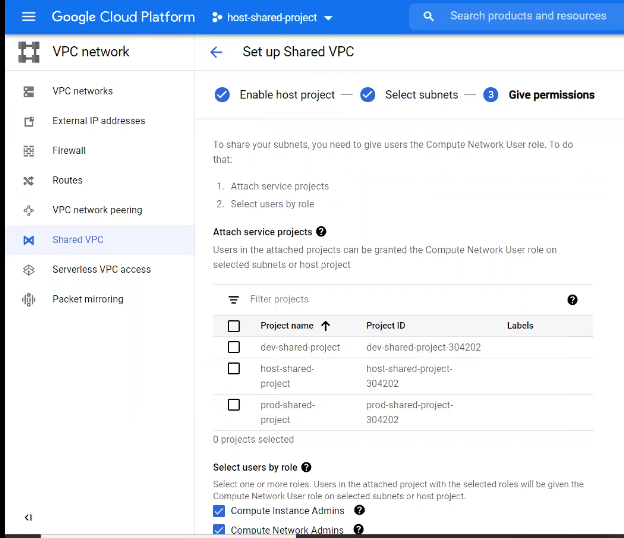 Google Cloud Platform host-shared-project Search products and resources
VPC network Set up Shared VPC
VPC networks
External IP addresses
Firewall
Routes
VPC network peering
Shared VPC
Serverless VPC access
Packet mirroring
Enable host project Select subnets 3 Give permissions
To share your subnets, you need to give users the Compute Network User role. To do
that:
1. Attach service projects
2. Select users by role
Attach service projects ?
Users in the attached projects can be granted the Compute Network User role on
selected subnets or host project
Filter projects ?
Project name Project ID Labels
dev-shared-project dev-shared-project-304202
host-shared- host-shared-project-
project 304202
prod-shared- prod-shared-project-
project 304202
0 projects selected
Select users by role ?
Select one or more roles. Users in the attached project with the selected roles will be given the
Compute Network User role on selected subnets or host project.
Compute Instance Admins ?
Compute Network Admins ?